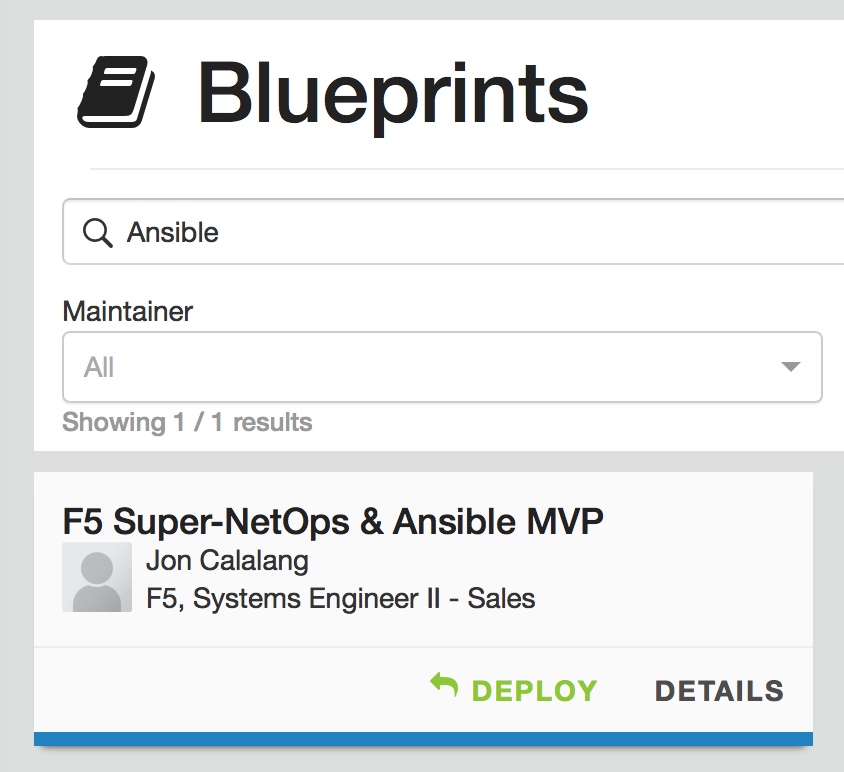 Blueprints
Ansible
Maintainer
All
Showing 1 / 1 results
F5 Super-NetOps & Ansible MVP
Jon Calalang
F5, Systems Engineer II - Sales
DEPLOY DETAILS